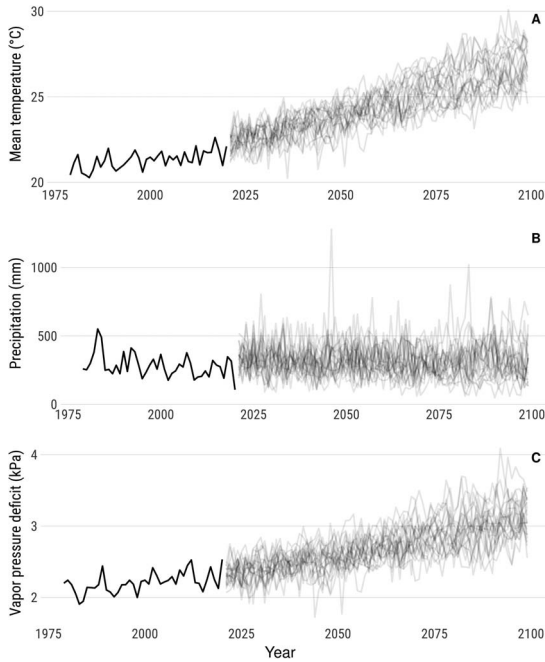 A
Mean temperature (°C)
30
25
20
1975 2000 2025 2050 2075 2100
B
Precipitation (mm)
1000
500
0
1975 2000 2025 2050 2075 2100
C
Vapor pressure deficit (kPa)
4
3
2
1975 2000 2025 2050 2075 2100
Year